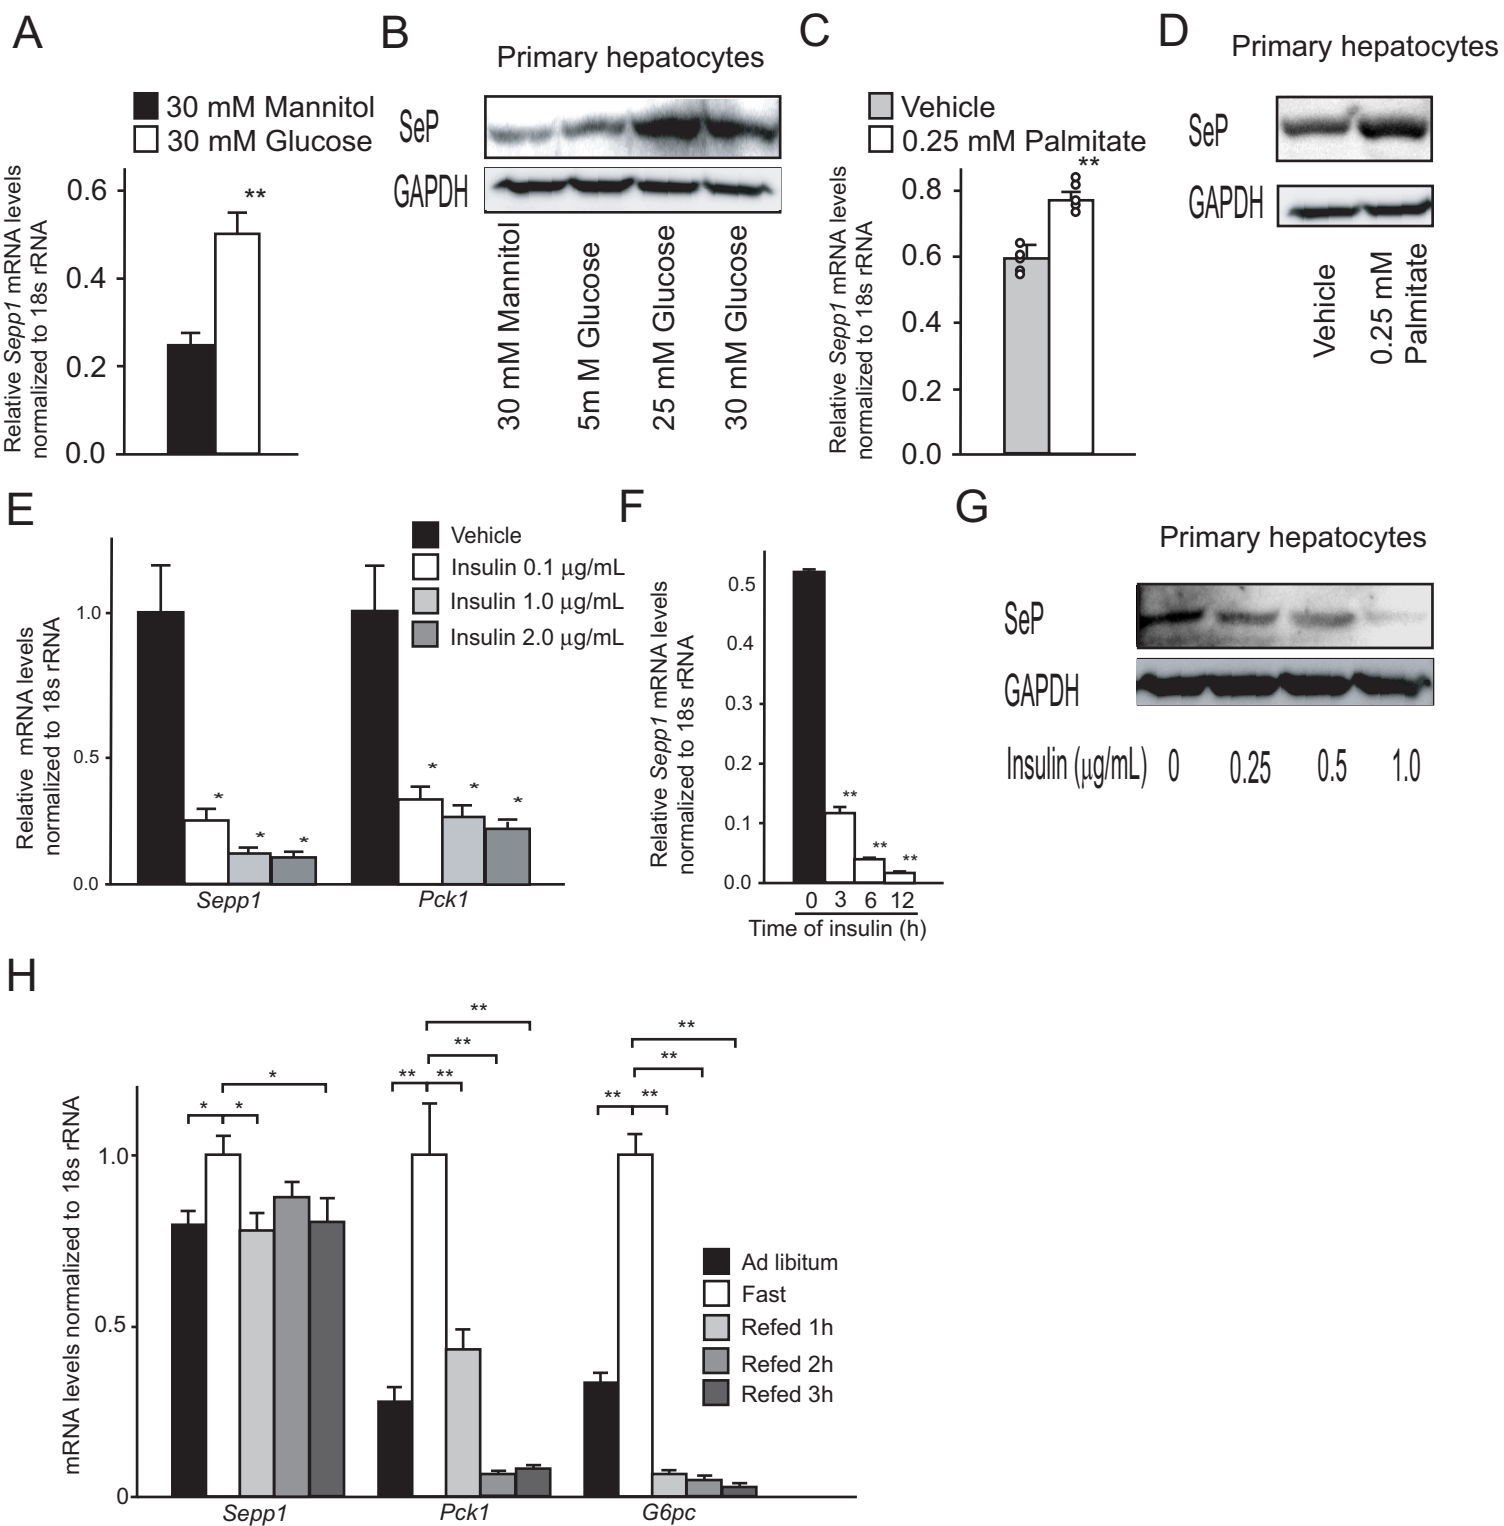 A
30 mM Mannitol
30 mM Glucose
Relative Sepp1 mRNA levels
normalized to 18s rRNA
0.6
0.4
0.2
0.0
**
B
Primary hepatocytes
SeP
GAPDH
30 mM Mannitol
5m M Glucose
25 mM Glucose
30 mM Glucose
C
Vehicle
0.25 mM Palmitate
Relative Sepp1 mRNA levels
normalized to 18s rRNA
0.8
0.6
0.4
0.2
0.0
**
D
Primary hepatocytes
SeP
GAPDH
Vehicle
0.25 mM
Palmitate
E
Vehicle
Insulin 0.1 µg/mL
Insulin 1.0 µg/mL
Insulin 2.0 µg/mL
Relative mRNA levels
normalized to 18s rRNA
1.0
0.5
0.0
* * * * * *
Sepp1 Pck1
F
Relative Sepp1 mRNA levels
normalized to 18s rRNA
0.5
0.4
0.3
0.2
0.1
0.0
** ** **
0 3 6 12
Time of insulin (h)
G
Primary hepatocytes
SeP
GAPDH
Insulin (µg/mL) 0 0.25 0.5 1.0
H
mRNA levels normalized to 18s rRNA
1.0
0.5
0
* * *
** ** ** **
** ** ** **
Ad libitum
Fast
Refed 1h
Refed 2h
Refed 3h
Sepp1 Pck1 G6pc